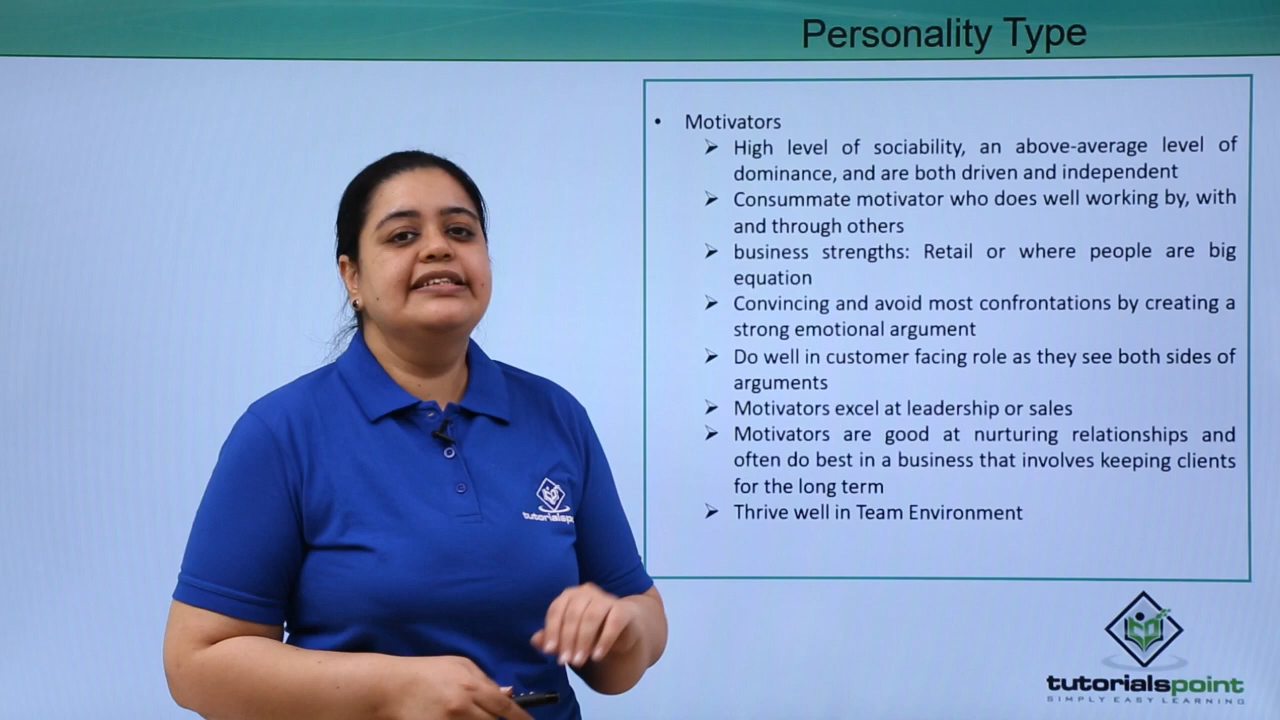 Personality Type
• Motivators
➢ High level of sociability, an above-average level of
dominance, and are both driven and independent
➢ Consummate motivator who does well working by, with
and through others
➢ business strengths: Retail or where people are big
equation
➢ Convincing and avoid most confrontations by creating a
strong emotional argument
➢ Do well in customer facing role as they see both sides of
arguments
➢ Motivators excel at leadership or sales
➢ Motivators are good at nurturing relationships and
often do best in a business that involves keeping clients
for the long term
➢ Thrive well in Team Environment
tutorialsp
tutorialspoint
SIMPLY EASY LEARNING